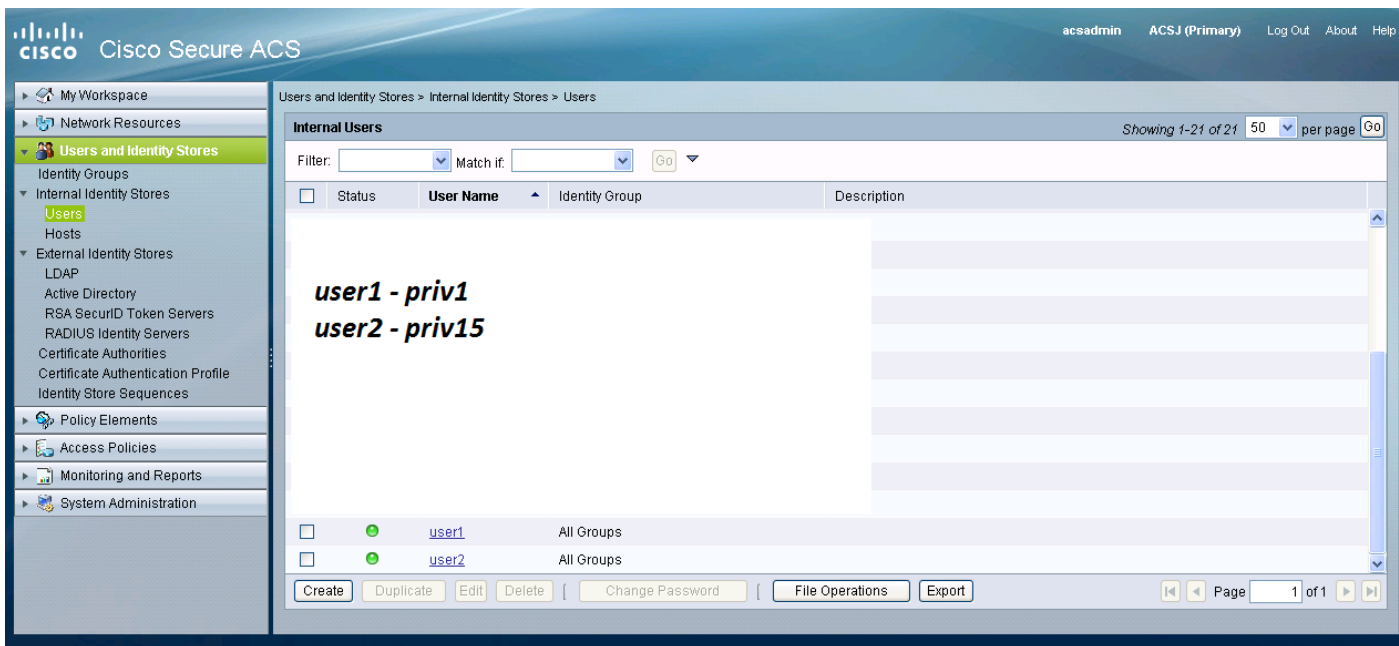 cisco Cisco Secure ACS
acsadmin ACSJ (Primary) Log Out About Help
My Workspace
Network Resources
Users and Identity Stores
Identity Groups
Internal Identity Stores
Users
Hosts
External Identity Stores
LDAP
Active Directory
RSA SecurID Token Servers
RADIUS Identity Servers
Certificate Authorities
Certificate Authentication Profile
Identity Store Sequences
Policy Elements
Access Policies
Monitoring and Reports
System Administration
Users and Identity Stores > Internal Identity Stores > Users
Internal Users Showing 1-21 of 21 50 per page Go
Filter: Match if: Go
Status User Name Identity Group Description
user1 - priv1
user2 - priv15
user1 All Groups
user2 All Groups
Create Duplicate Edit Delete | Change Password | File Operations Export Page 1 of 1